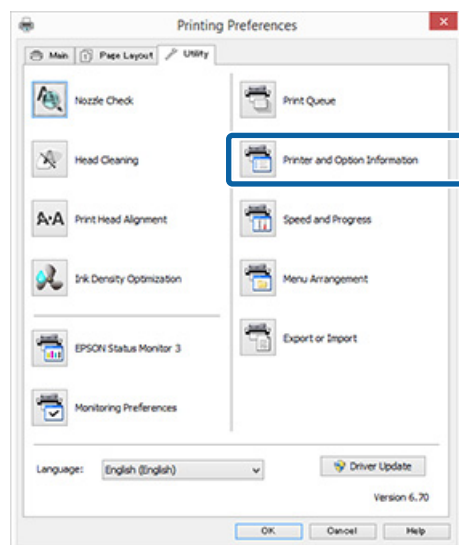 Printing Preferences
Main
Page Layout
Utility
Nozzle Check
Print Queue
Head Cleaning
Printer and Option Information
A:A
Print Head Alignment
Speed and Progress
Ink Density Optimization
Menu Arrangement
EPSON Status Monitor 3
Export or Import
Monitoring Preferences
Language:
English (English)
Driver Update
Version 6.70
OK
Cancel
Help